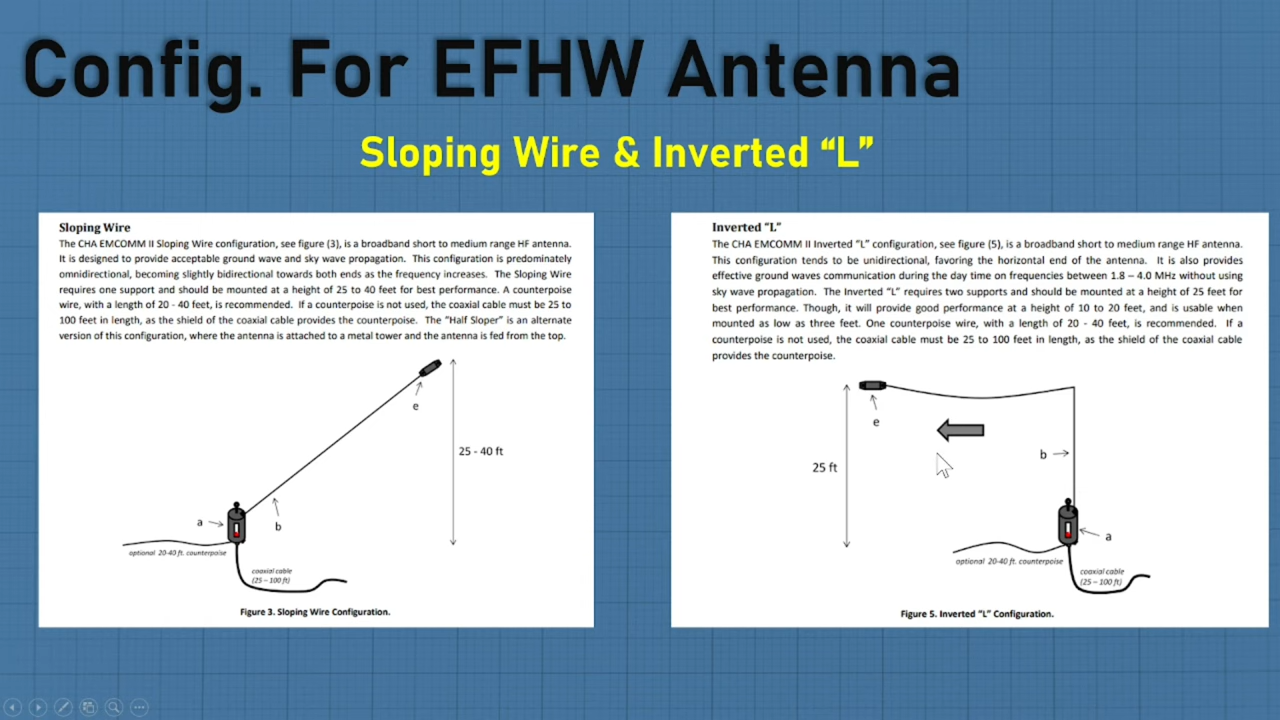 Config. For EFHW Antenna
Sloping Wire & Inverted “L”
Sloping Wire
The CHA EMCOMM II Sloping Wire configuration, see figure (3), is a broadband short to medium range HF antenna.
It is designed to provide acceptable ground wave and sky wave propagation. This configuration is predominately
omnidirectional, becoming slightly bidirectional towards both ends as the frequency increases. The Sloping Wire
requires one support and should be mounted at a height of 25 to 40 feet for best performance. A counterpoise
wire, with a length of 20 - 40 feet, is recommended. If a counterpoise is not used, the coaxial cable must be 25 to
100 feet in length, as the shield of the coaxial cable provides the counterpoise. The “Half Sloper” is an alternate
version of this configuration, where the antenna is attached to a metal tower and the antenna is fed from the top.
e
25 - 40 ft
a
b
optional 20-40 ft. counterpoise
coaxial cable
(25 – 100 ft)
Figure 3. Sloping Wire Configuration.
Inverted “L”
The CHA EMCOMM II Inverted “L” configuration, see figure (5), is a broadband short to medium range HF antenna.
This configuration tends to be unidirectional, favoring the horizontal end of the antenna. It is also provides
effective ground waves communication during the day time on frequencies between 1.8 – 4.0 MHz without using
sky wave propagation. The Inverted “L” requires two supports and should be mounted at a height of 25 feet for
best performance. Though, it will provide good performance at a height of 10 to 20 feet, and is usable when
mounted as low as three feet. One counterpoise wire, with a length of 20 - 40 feet, is recommended. If a
counterpoise is not used, the coaxial cable must be 25 to 100 feet in length, as the shield of the coaxial cable
provides the counterpoise.
e
b
25 ft
a
optional 20-40 ft. counterpoise
coaxial cable
(25 – 100 ft)
Figure 5. Inverted “L” Configuration.